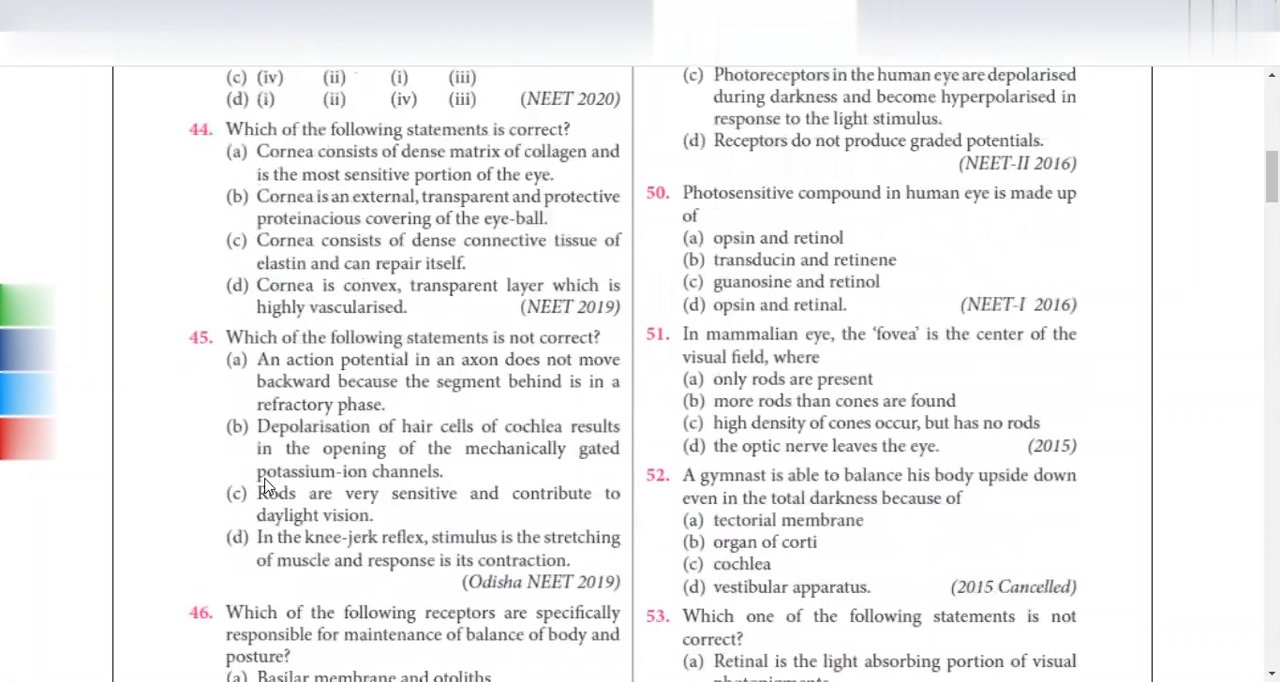 (c) (iv) (ii) (i) (iii)
(d) (i) (ii) (iv) (iii) (NEET 2020)
44. Which of the following statements is correct?
(a) Cornea consists of dense matrix of collagen and
is the most sensitive portion of the eye.
(b) Cornea is an external, transparent and protective
proteinacious covering of the eye-ball.
(c) Cornea consists of dense connective tissue of
elastin and can repair itself.
(d) Cornea is convex, transparent layer which is
highly vascularised. (NEET 2019)
45. Which of the following statements is not correct?
(a) An action potential in an axon does not move
backward because the segment behind is in a
refractory phase.
(b) Depolarisation of hair cells of cochlea results
in the opening of the mechanically gated
potassium-ion channels.
(c) Rods are very sensitive and contribute to
daylight vision.
(d) In the knee-jerk reflex, stimulus is the stretching
of muscle and response is its contraction.
(Odisha NEET 2019)
46. Which of the following receptors are specifically
responsible for maintenance of balance of body and
posture?
(a) Basilar membrane and otoliths
(c) Photoreceptors in the human eye are depolarised
during darkness and become hyperpolarised in
response to the light stimulus.
(d) Receptors do not produce graded potentials.
(NEET-II 2016)
50. Photosensitive compound in human eye is made up
of
(a) opsin and retinol
(b) transducin and retinene
(c) guanosine and retinol
(d) opsin and retinal. (NEET-I 2016)
51. In mammalian eye, the ‘fovea’ is the center of the
visual field, where
(a) only rods are present
(b) more rods than cones are found
(c) high density of cones occur, but has no rods
(d) the optic nerve leaves the eye. (2015)
52. A gymnast is able to balance his body upside down
even in the total darkness because of
(a) tectorial membrane
(b) organ of corti
(c) cochlea
(d) vestibular apparatus. (2015 Cancelled)
53. Which one of the following statements is not
correct?
(a) Retinal is the light absorbing portion of visual